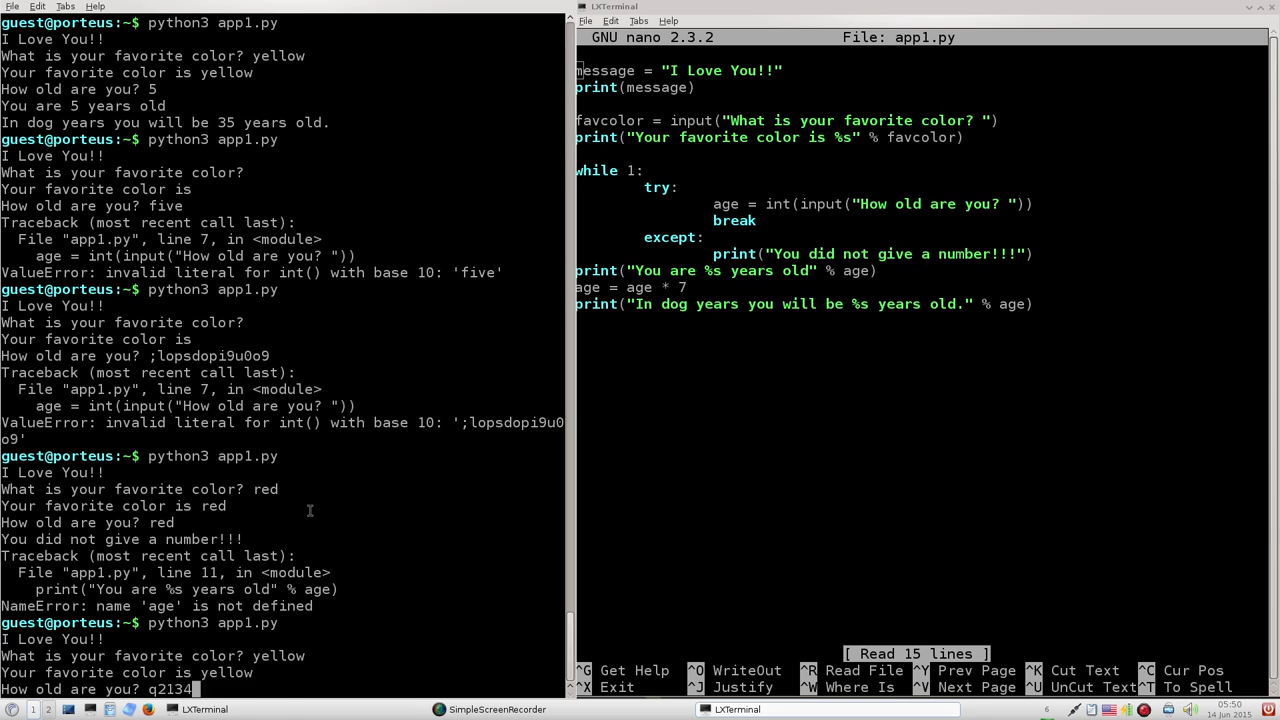 File Edit Tabs Help
guest@porteus:~$ python3 app1.py
I Love You!!
What is your favorite color? yellow
Your favorite color is yellow
How old are you? 5
You are 5 years old
In dog years you will be 35 years old.
guest@porteus:~$ python3 app1.py
I Love You!!
What is your favorite color?
Your favorite color is
How old are you? five
Traceback (most recent call last):
  File "app1.py", line 7, in <module>
    age = int(input("How old are you? "))
ValueError: invalid literal for int() with base 10: 'five'
guest@porteus:~$ python3 app1.py
I Love You!!
What is your favorite color?
Your favorite color is
How old are you? ;lopsdopi9u0o9
Traceback (most recent call last):
  File "app1.py", line 7, in <module>
    age = int(input("How old are you? "))
ValueError: invalid literal for int() with base 10: ';lopsdopi9u0
o9'
guest@porteus:~$ python3 app1.py
I Love You!!
What is your favorite color? red
Your favorite color is red
How old are you? red
You did not give a number!!!
Traceback (most recent call last):
  File "app1.py", line 11, in <module>
    print("You are %s years old" % age)
NameError: name 'age' is not defined
guest@porteus:~$ python3 app1.py
I Love You!!
What is your favorite color? yellow
Your favorite color is yellow
How old are you? q2134
LXTerminal
File Edit Tabs Help
GNU nano 2.3.2 File: app1.py
message = "I Love You!!"
print(message)
favcolor = input("What is your favorite color? ")
print("Your favorite color is %s" % favcolor)
while 1:
        try:
                age = int(input("How old are you? "))
                break
        except:
                print("You did not give a number!!!")
print("You are %s years old" % age)
age = age * 7
print("In dog years you will be %s years old." % age)
[ Read 15 lines ]
^G Get Help ^O WriteOut ^R Read File ^Y Prev Page ^K Cut Text ^C Cur Pos
^X Exit ^J Justify ^W Where Is ^V Next Page ^U UnCut Text ^T To Spell
1 2 LXTerminal SimpleScreenRecorder LXTerminal 6 05:50
14 Jun 2015